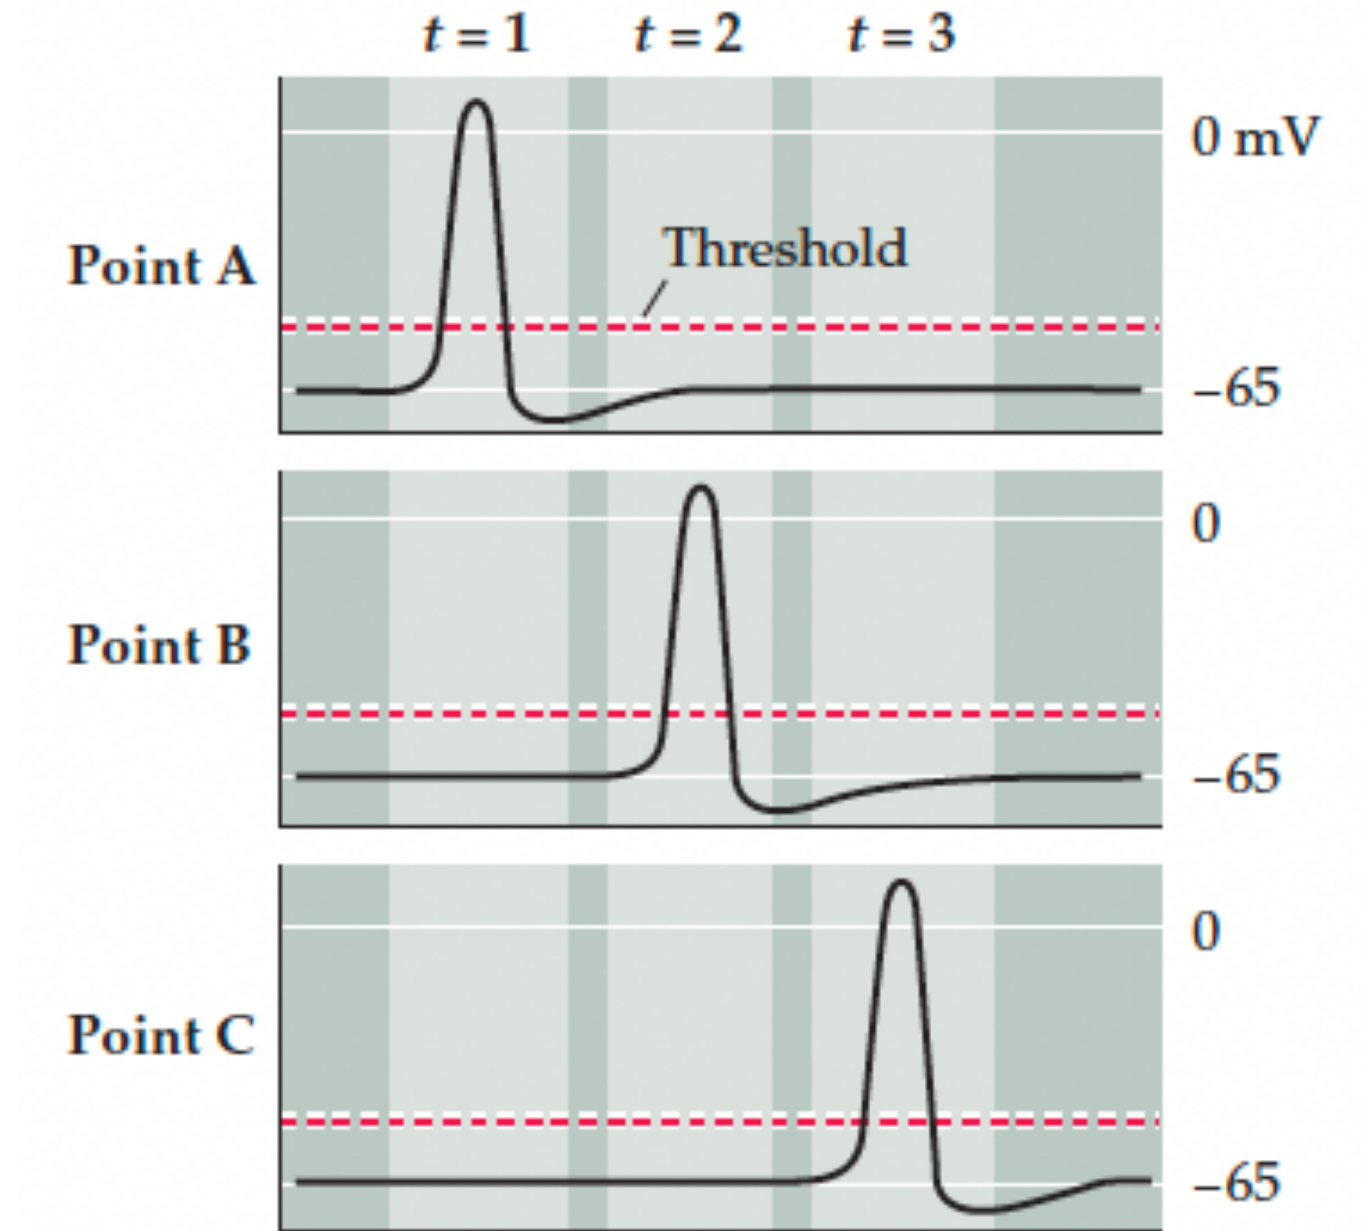 t = 1 t = 2 t = 3
0 mV
Threshold
Point A
–65
0
Point B
–65
0
Point C
–65